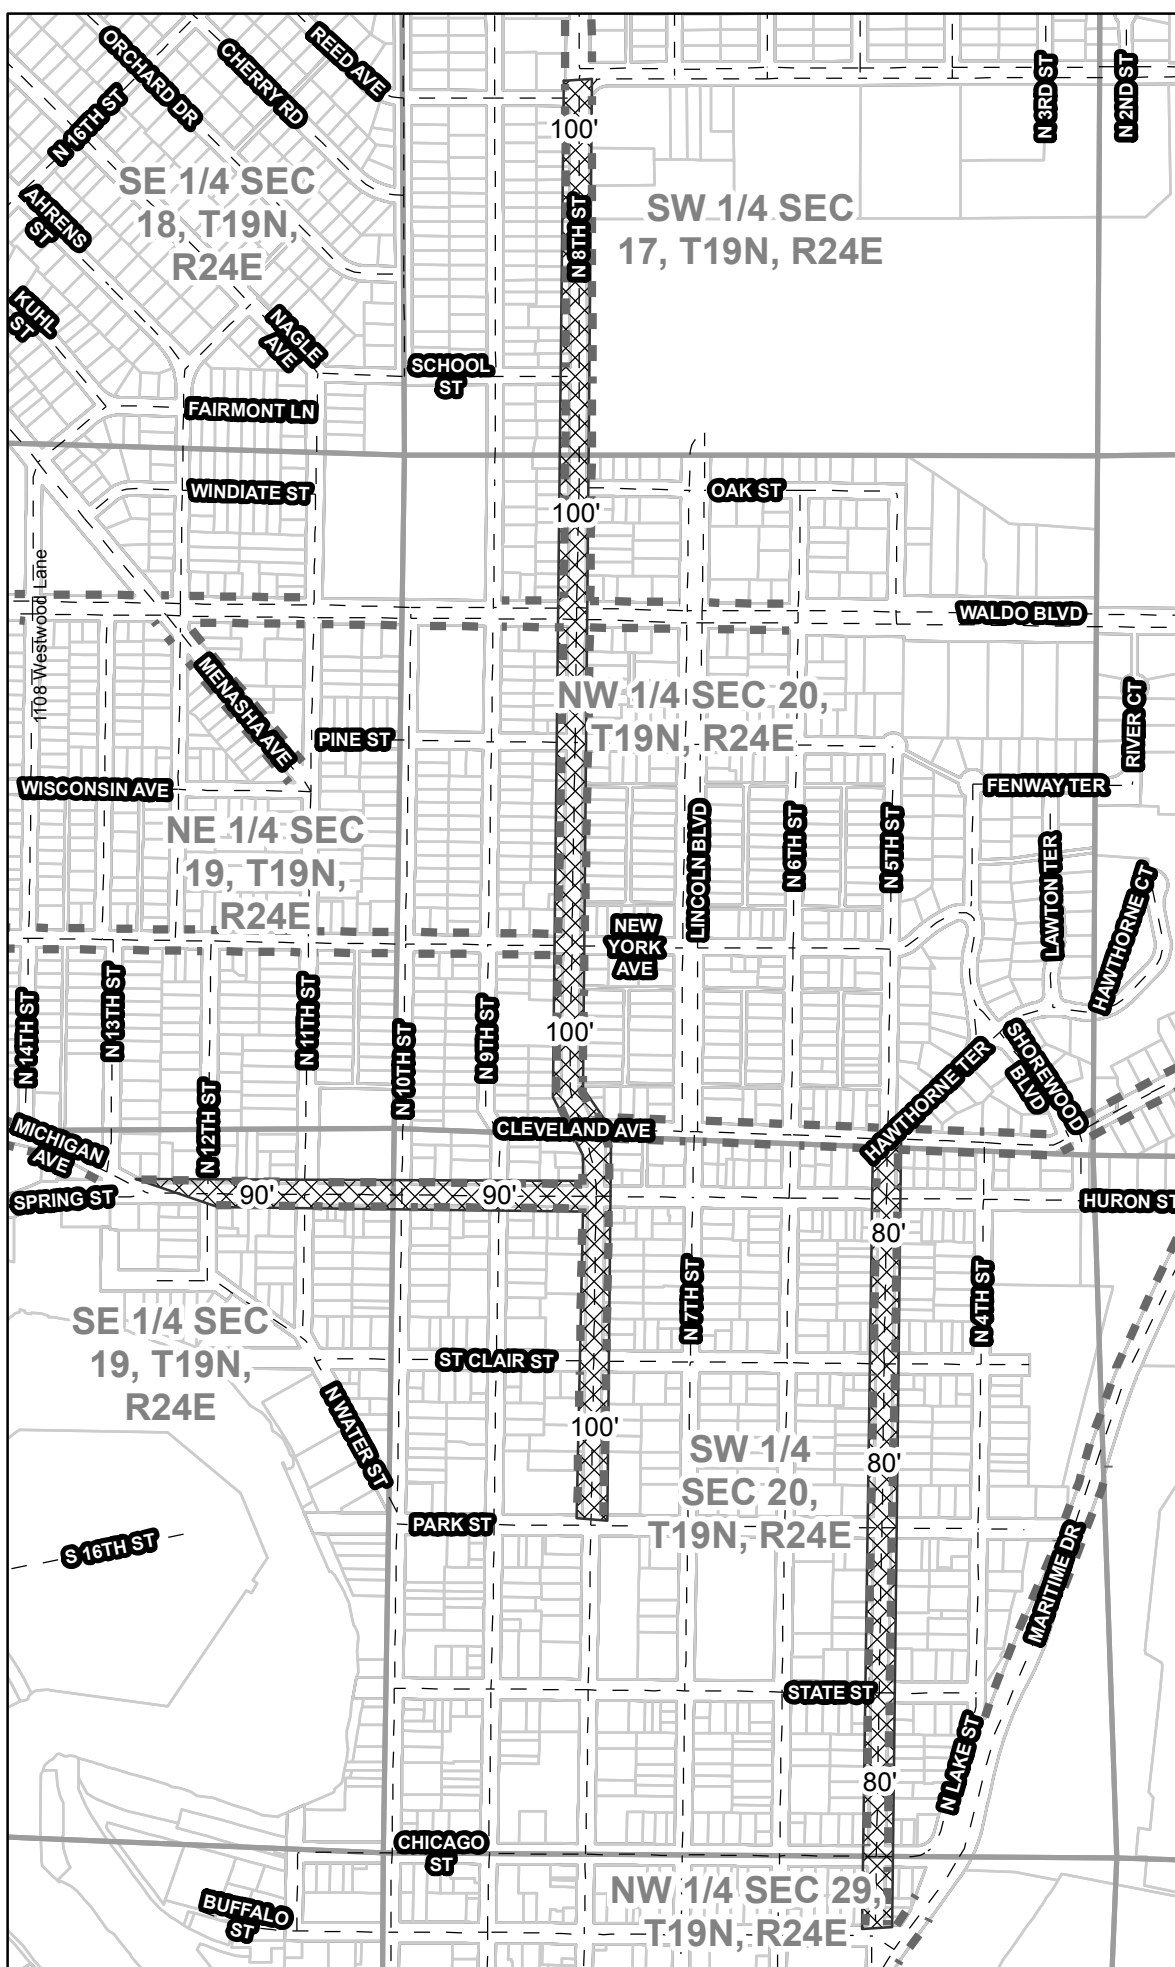 REED AVE
ORCHARD DR
CHERRY RD
N 16TH ST
N 3RD ST
N 2ND ST
100'
SE 1/4 SEC
18, T19N,
R24E
SW 1/4 SEC
17, T19N, R24E
AHRENS
ST
N 8TH ST
KUHL
ST
NAGLE
AVE
SCHOOL
ST
FAIRMONT LN
WINDIATE ST
OAK ST
100'
1108 Westwood Lane
WALDO BLVD
MENASHA AVE
NW 1/4 SEC 20,
T19N, R24E
RIVER CT
PINE ST
WISCONSIN AVE
FENWAY TER
NE 1/4 SEC
19, T19N,
R24E
LINCOLN BLVD
N 6TH ST
N 5TH ST
LAWTON TER
HAWTHORNE CT
NEW
YORK
AVE
N 14TH ST
N 13TH ST
N 11TH ST
N 10TH ST
N 9TH ST
100'
N 12TH ST
HAWTHORNE TER
SHOREWOOD
BLVD
MICHIGAN
AVE
CLEVELAND AVE
SPRING ST
90'
90'
HURON ST
80'
N 7TH ST
N 4TH ST
SE 1/4 SEC
19, T19N,
R24E
ST CLAIR ST
N WATER ST
100'
SW 1/4
SEC 20,
T19N, R24E
80'
PARK ST
S 16TH ST
MARITIME DR
STATE ST
N LAKE ST
80'
CHICAGO
ST
NW 1/4 SEC 29,
T19N, R24E
BUFFALO
ST